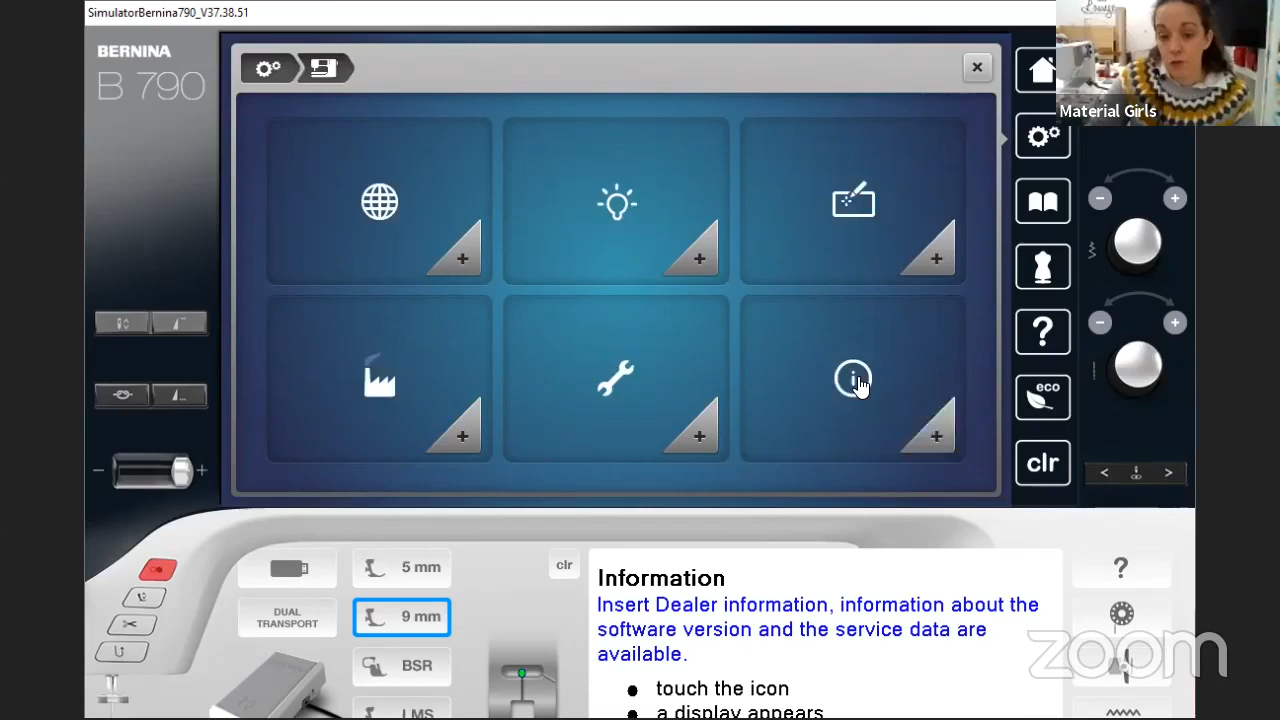 SimulatorBernina790_V37.38.51
BERNINA
B 790
Material Girls
eco
clr
5 mm
clr
DUAL
TRANSPORT
9 mm
BSR
LMS
Information
Insert Dealer information, information about the
software version and the service data are
available.
touch the icon
a display appears
zoom